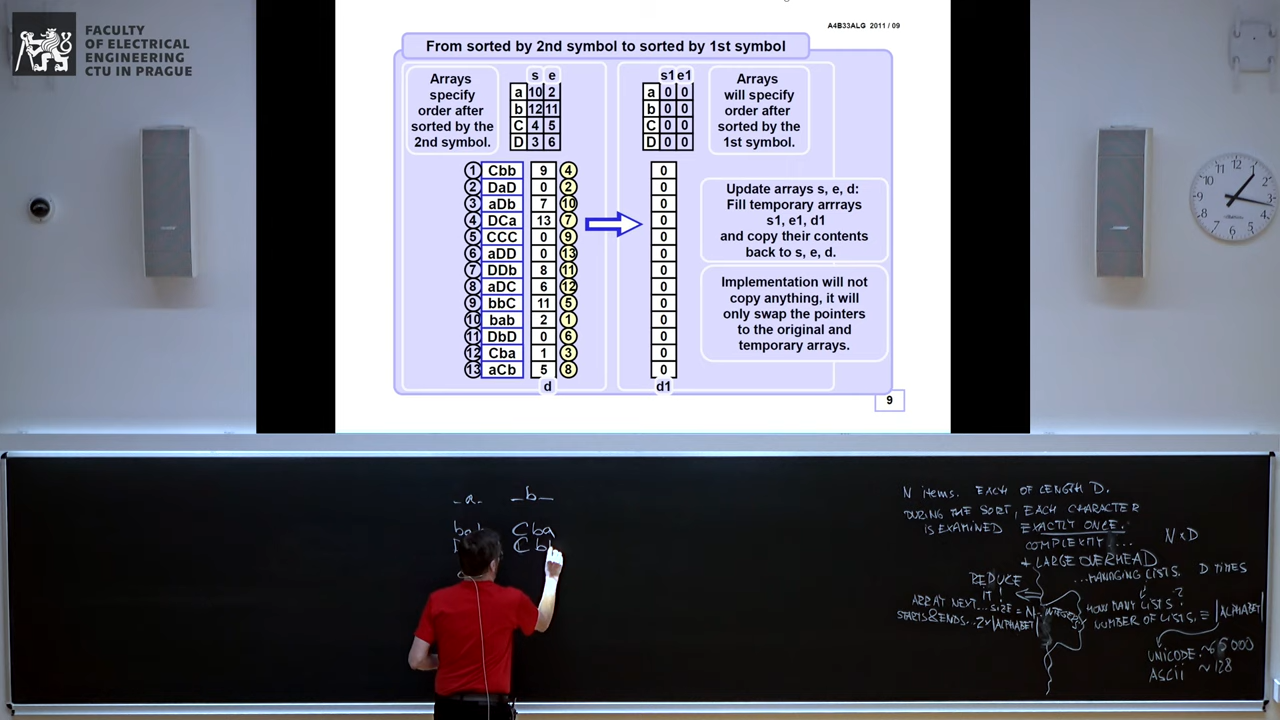 FACULTY
OF ELECTRICAL
ENGINEERING
CTU IN PRAGUE
A4B33ALG 2011 / 09
From sorted by 2nd symbol to sorted by 1st symbol
Arrays
specify
order after
sorted by the
2nd symbol.
s e
a 10 2
b 12 11
C 4 5
D 3 6
s1 e1
a 0 0
b 0 0
C 0 0
D 0 0
Arrays
will specify
order after
sorted by the
1st symbol.
1 Cbb 9 4
2 DaD 0 2
3 aDb 7 10
4 DCa 13 7
5 CCC 0 9
6 aDD 0 13
7 DDb 8 11
8 aDC 6 12
9 bbC 11 5
10 bab 2 1
11 DbD 0 6
12 Cba 1 3
13 aCb 5 8
d
0
0
0
0
0
0
0
0
0
0
0
0
0
d1
Update arrays s, e, d:
Fill temporary arrrays
s1, e1, d1
and copy their contents
back to s, e, d.
Implementation will not
copy anything, it will
only swap the pointers
to the original and
temporary arrays.
9
-a- -b-
Cba
N items. EACH OF LENGTH D.
DURING THE SORT, EACH CHARACTER
IS EXAMINED EXACTLY ONCE.
COMPLEXITY... N x D
+ LARGE OVERHEAD
...MANAGING LISTS. D TIMES
REDUCE
IT!
HOW MANY LISTS?
NUMBER OF LISTS. ≡ |ALPHABET|
ARRAY NEXT...SIZE = N
STARTS&ENDS...2x|ALPHABET|
UNICODE.~65000
ASCII ~128